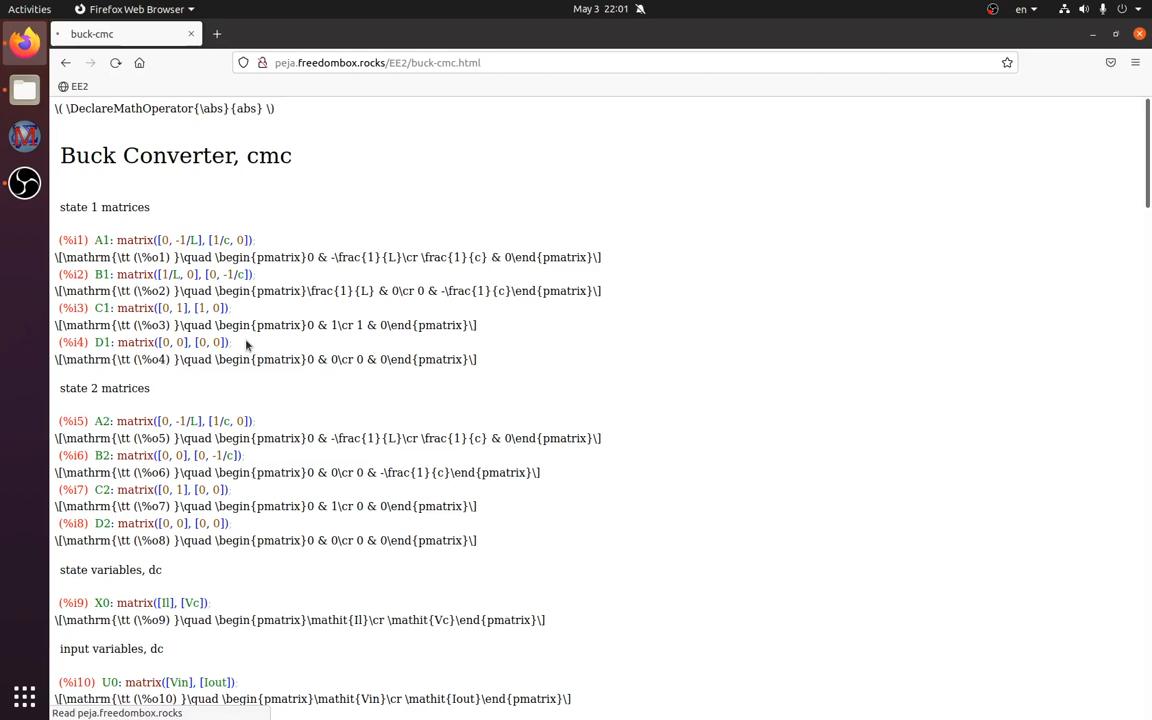 Activities Firefox Web Browser May 3 22:01 en
buck-cmc
peja.freedombox.rocks/EE2/buck-cmc.html
EE2
\( \DeclareMathOperator{\abs}{abs} \)
Buck Converter, cmc
state 1 matrices
(%i1) A1: matrix([0, -1/L], [1/c, 0]);
\[\mathrm{\tt (\%o1) }\quad \begin{pmatrix}0 & -\frac{1}{L}\cr \frac{1}{c} & 0\end{pmatrix}\]
(%i2) B1: matrix([1/L, 0], [0, -1/c]);
\[\mathrm{\tt (\%o2) }\quad \begin{pmatrix}\frac{1}{L} & 0\cr 0 & -\frac{1}{c}\end{pmatrix}\]
(%i3) C1: matrix([0, 1], [1, 0]);
\[\mathrm{\tt (\%o3) }\quad \begin{pmatrix}0 & 1\cr 1 & 0\end{pmatrix}\]
(%i4) D1: matrix([0, 0], [0, 0]);
\[\mathrm{\tt (\%o4) }\quad \begin{pmatrix}0 & 0\cr 0 & 0\end{pmatrix}\]
state 2 matrices
(%i5) A2: matrix([0, -1/L], [1/c, 0]);
\[\mathrm{\tt (\%o5) }\quad \begin{pmatrix}0 & -\frac{1}{L}\cr \frac{1}{c} & 0\end{pmatrix}\]
(%i6) B2: matrix([0, 0], [0, -1/c]);
\[\mathrm{\tt (\%o6) }\quad \begin{pmatrix}0 & 0\cr 0 & -\frac{1}{c}\end{pmatrix}\]
(%i7) C2: matrix([0, 1], [0, 0]);
\[\mathrm{\tt (\%o7) }\quad \begin{pmatrix}0 & 1\cr 0 & 0\end{pmatrix}\]
(%i8) D2: matrix([0, 0], [0, 0]);
\[\mathrm{\tt (\%o8) }\quad \begin{pmatrix}0 & 0\cr 0 & 0\end{pmatrix}\]
state variables, dc
(%i9) X0: matrix([Il], [Vc]);
\[\mathrm{\tt (\%o9) }\quad \begin{pmatrix}\mathit{Il}\cr \mathit{Vc}\end{pmatrix}\]
input variables, dc
(%i10) U0: matrix([Vin], [Iout]);
\[\mathrm{\tt (\%o10) }\quad \begin{pmatrix}\mathit{Vin}\cr \mathit{Iout}\end{pmatrix}\]
Read peja.freedombox.rocks